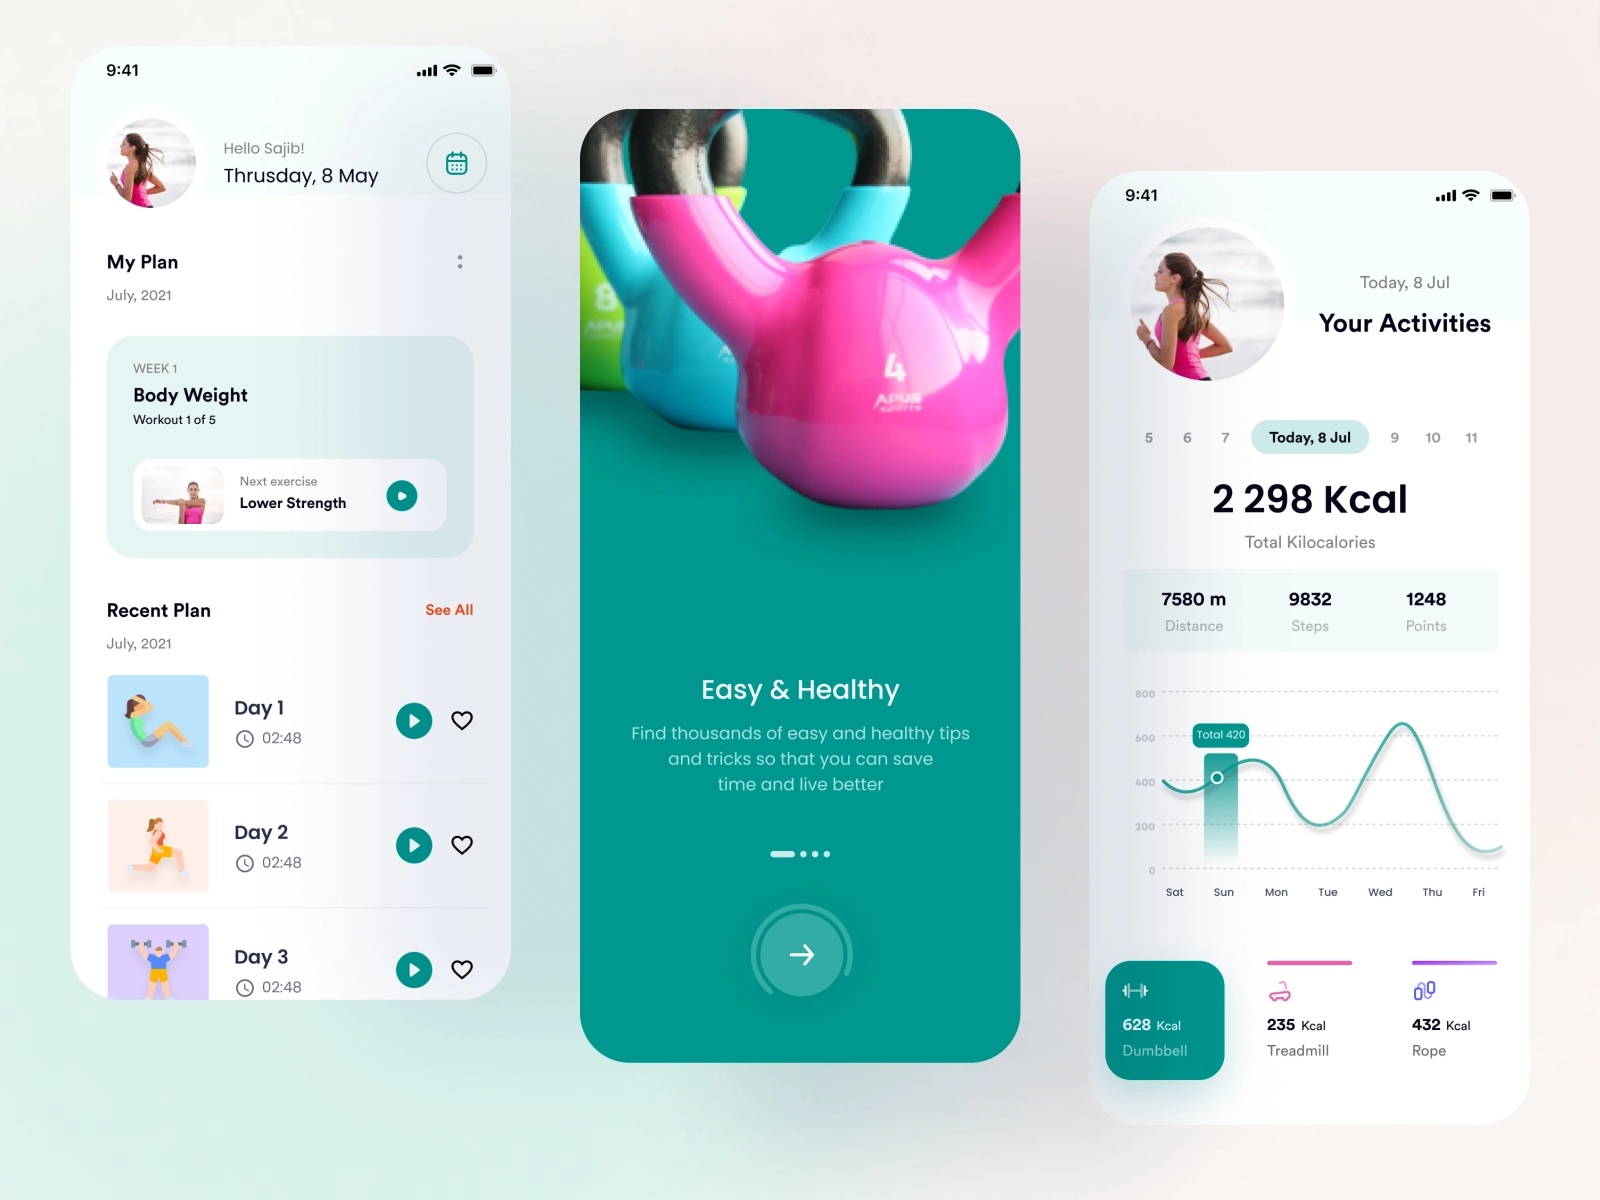 9:41
Hello Sajib!
Thrusday, 8 May
My Plan
July, 2021
WEEK 1
Body Weight
Workout 1 of 5
Next exercise
Lower Strength
Recent Plan
See All
July, 2021
Day 1
02:48
Day 2
02:48
Day 3
02:48
8
4
APUS
sports
Easy & Healthy
Find thousands of easy and healthy tips
and tricks so that you can save
time and live better
9:41
Today, 8 Jul
Your Activities
5 6 7 Today, 8 Jul 9 10 11
2 298 Kcal
Total Kilocalories
7580 m 9832 1248
Distance Steps Points
800
600
Total 420
400
200
0
Sat Sun Mon Tue Wed Thu Fri
628 Kcal
Dumbbell
235 Kcal
Treadmill
432 Kcal
Rope